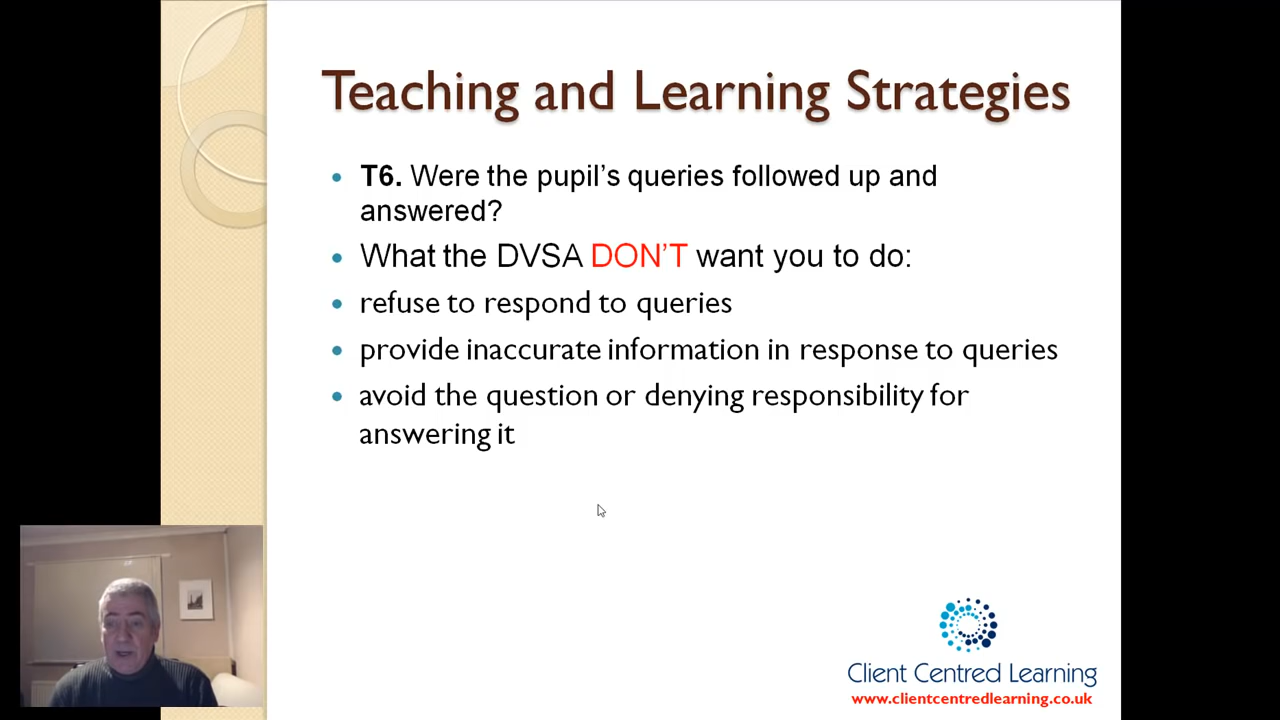 Teaching and Learning Strategies
T6. Were the pupil’s queries followed up and
answered?
What the DVSA DON’T want you to do:
refuse to respond to queries
provide inaccurate information in response to queries
avoid the question or denying responsibility for
answering it
Client Centred Learning
www.clientcentredlearning.co.uk